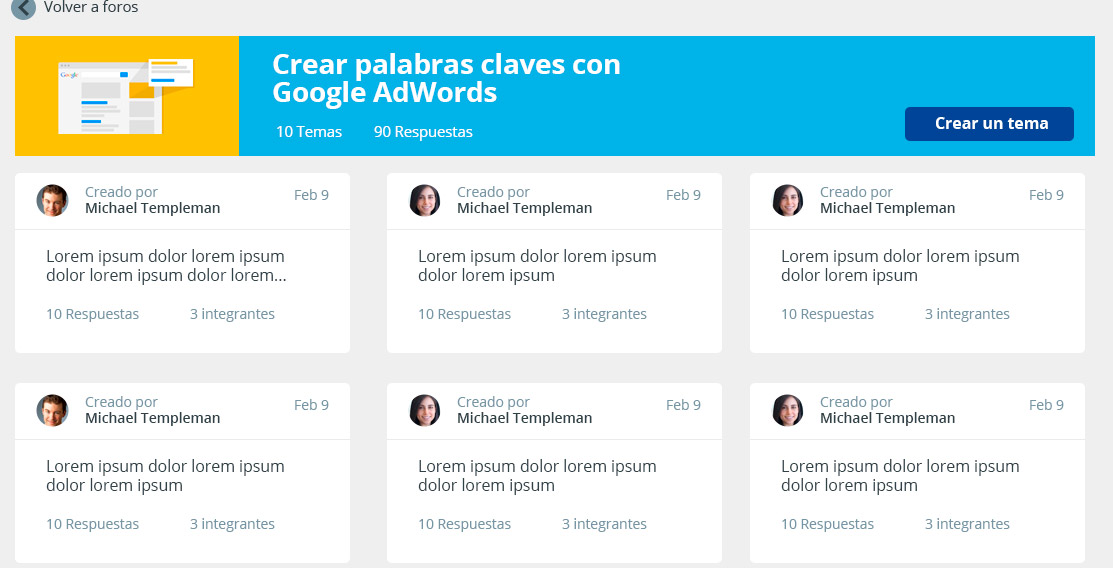 Volver a foros
Google
Crear palabras claves con
Google AdWords
10 Temas 90 Respuestas
Crear un tema
Creado por
Michael Templeman
Feb 9
Lorem ipsum dolor lorem ipsum
dolor lorem ipsum dolor lorem...
10 Respuestas 3 integrantes
Creado por
Michael Templeman
Feb 9
Lorem ipsum dolor lorem ipsum
dolor lorem ipsum
10 Respuestas 3 integrantes
Creado por
Michael Templeman
Feb 9
Lorem ipsum dolor lorem ipsum
dolor lorem ipsum
10 Respuestas 3 integrantes
Creado por
Michael Templeman
Feb 9
Lorem ipsum dolor lorem ipsum
dolor lorem ipsum
10 Respuestas 3 integrantes
Creado por
Michael Templeman
Feb 9
Lorem ipsum dolor lorem ipsum
dolor lorem ipsum
10 Respuestas 3 integrantes
Creado por
Michael Templeman
Feb 9
Lorem ipsum dolor lorem ipsum
dolor lorem ipsum
10 Respuestas 3 integrantes